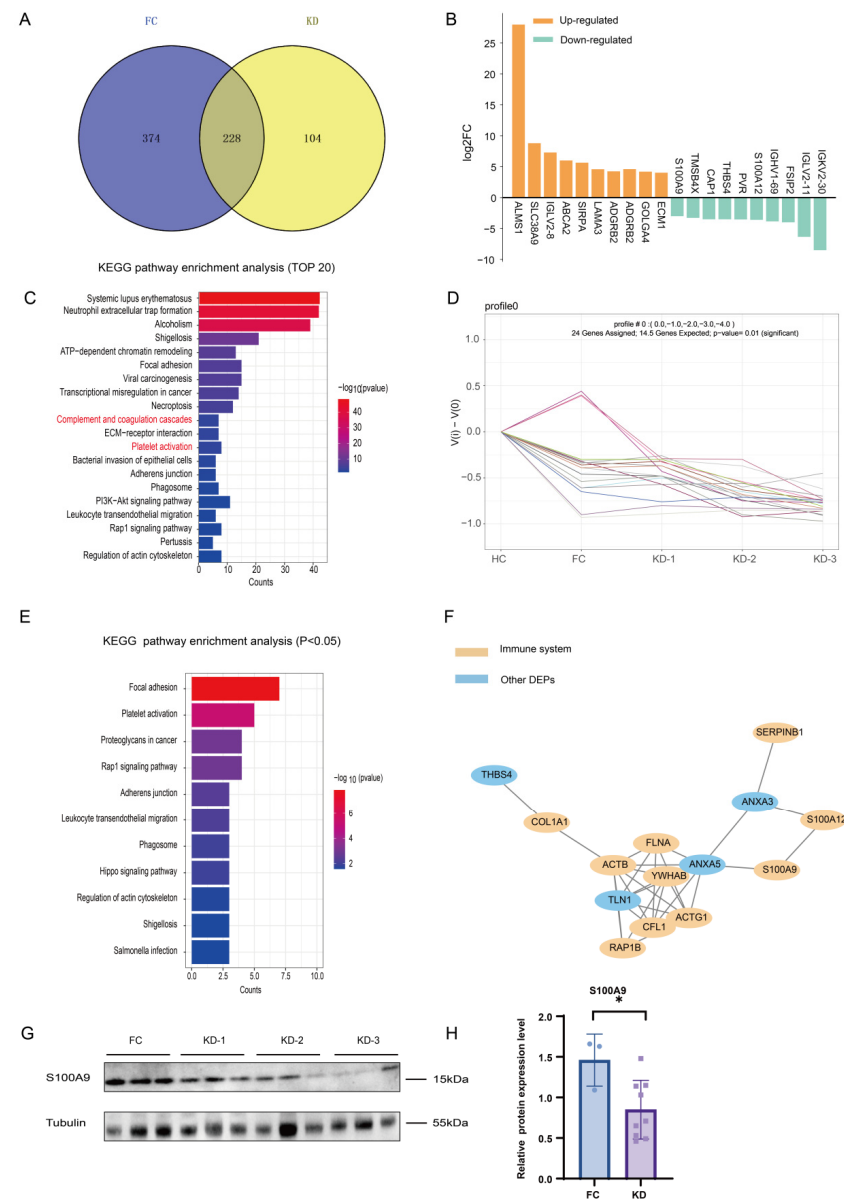 A
FC
KD
374
228
104
B
Up-regulated
Down-regulated
log2FC
25
20
15
10
5
0
−5
−10
ALMS1
SLC38A9
IGLV2-8
ABCA2
SIRPA
LAMA3
ADGRB2
ADGRB2
GOLGA4
ECM1
S100A9
TMSB4X
CAP1
THBS4
PVR
S100A12
IGHV1-69
FSIP2
IGLV2-11
IGKV2-30
KEGG pathway enrichment analysis (TOP 20)
C
Systemic lupus erythematosus
Neutrophil extracellular trap formation
Alcoholism
Shigellosis
ATP−dependent chromatin remodeling
Focal adhesion
Viral carcinogenesis
Transcriptional misregulation in cancer
Necroptosis
Complement and coagulation cascades
ECM−receptor interaction
Platelet activation
Bacterial invasion of epithelial cells
Adherens junction
Phagosome
PI3K−Akt signaling pathway
Leukocyte transendothelial migration
Rap1 signaling pathway
Pertussis
Regulation of actin cytoskeleton
0 10 20 30 40
Counts
−log10(pvalue)
40
30
20
10
D
profile0
profile # 0 :( 0.0,−1.0,−2.0,−3.0,−4.0 )
24 Genes Assigned; 14.5 Genes Expected; p−value= 0.01 (significant)
V(i) − V(0)
1.0
0.5
0.0
−0.5
−1.0
HC FC KD-1 KD-2 KD-3
E
KEGG pathway enrichment analysis (P<0.05)
Focal adhesion
Platelet activation
Proteoglycans in cancer
Rap1 signaling pathway
Adherens junction
Leukocyte transendothelial migration
Phagosome
Hippo signaling pathway
Regulation of actin cytoskeleton
Shigellosis
Salmonella infection
0.0 2.5 5.0 7.5 10.0
Counts
−log 10 (pvalue)
6
4
2
F
Immune system
Other DEPs
SERPINB1
THBS4
ANXA3
COL1A1
S100A12
FLNA
ACTB
ANXA5
S100A9
YWHAB
TLN1
ACTG1
CFL1
RAP1B
G
FC KD-1 KD-2 KD-3
S100A9
15kDa
Tubulin
55kDa
H
S100A9
*
Relative protein expression level
2.0
1.5
1.0
0.5
0.0
FC KD